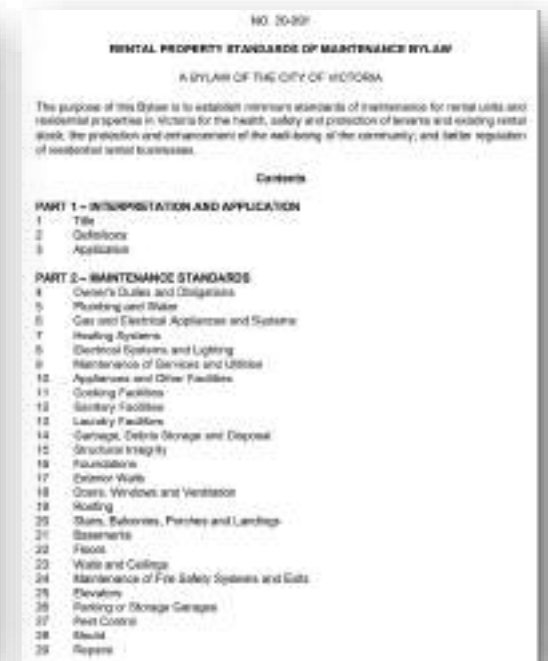 NO. 20-091
RENTAL PROPERTY STANDARDS OF MAINTENANCE BYLAW
A BYLAW OF THE CITY OF VICTORIA
The purpose of this Bylaw is to establish minimum standards of maintenance for rental units and
residential properties in Victoria for the health, safety and protection of tenants and existing rental
stock, the protection and enhancement of the well-being of the community, and better regulation
of residential rental businesses.
Contents
PART 1 – INTERPRETATION AND APPLICATION
1 Title
2 Definitions
3 Application
PART 2 – MAINTENANCE STANDARDS
4 Owner's Duties and Obligations
5 Plumbing and Water
6 Gas and Electrical Appliances and Systems
7 Heating Systems
8 Electrical Systems and Lighting
9 Maintenance of Services and Utilities
10 Appliances and Other Facilities
11 Cooking Facilities
12 Sanitary Facilities
13 Laundry Facilities
14 Garbage, Debris Storage and Disposal
15 Structural Integrity
16 Foundations
17 Exterior Walls
18 Doors, Windows and Ventilation
19 Roofing
20 Stairs, Balconies, Porches and Landings
21 Basements
22 Floors
23 Walls and Ceilings
24 Maintenance of Fire Safety Systems and Exits
25 Elevators
26 Parking or Storage Garages
27 Pest Control
28 Mould
29 Repairs